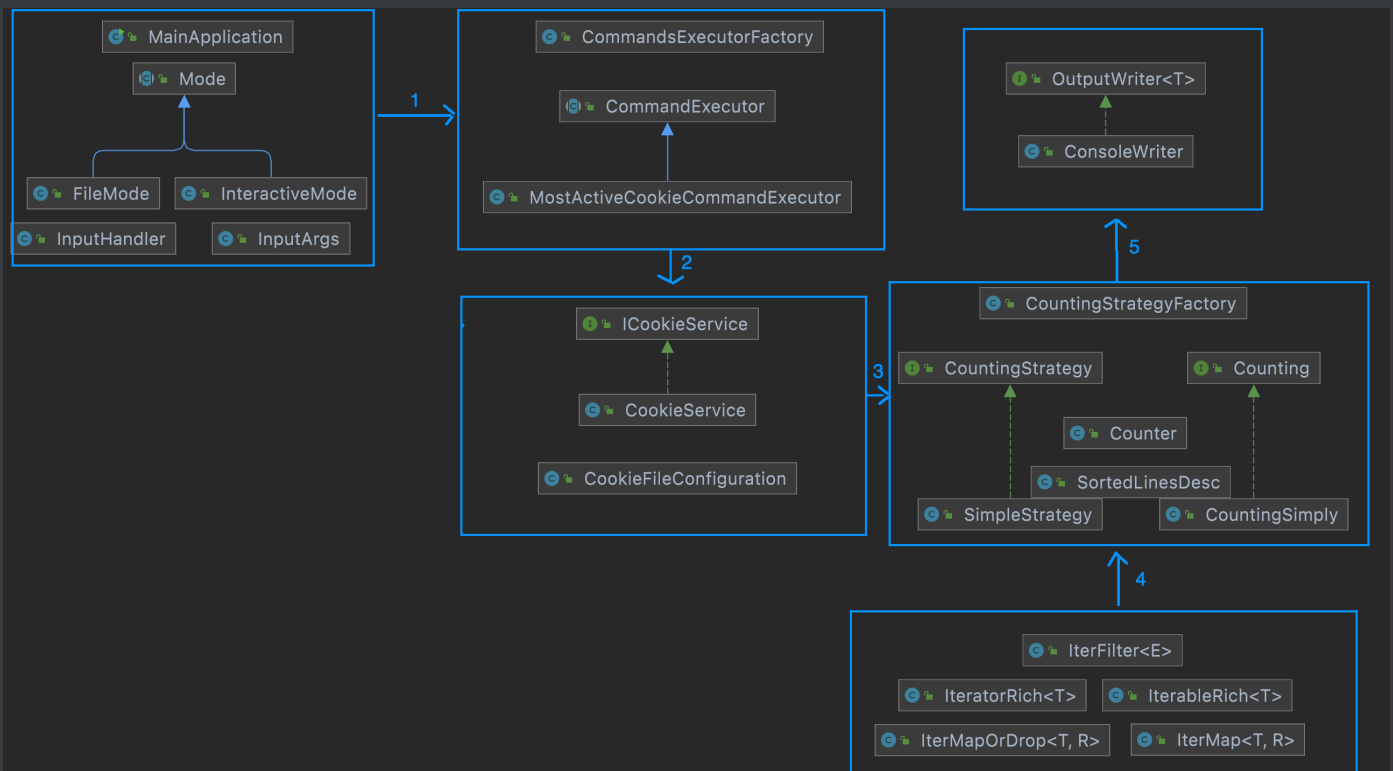 MainApplication
Mode
FileMode
InteractiveMode
InputHandler
InputArgs
1
CommandsExecutorFactory
CommandExecutor
MostActiveCookieCommandExecutor
2
ICookieService
CookieService
CookieFileConfiguration
3
CountingStrategyFactory
CountingStrategy
Counting
Counter
SortedLinesDesc
SimpleStrategy
CountingSimply
4
IterFilter<E>
IteratorRich<T>
IterableRich<T>
IterMapOrDrop<T, R>
IterMap<T, R>
5
OutputWriter<T>
ConsoleWriter